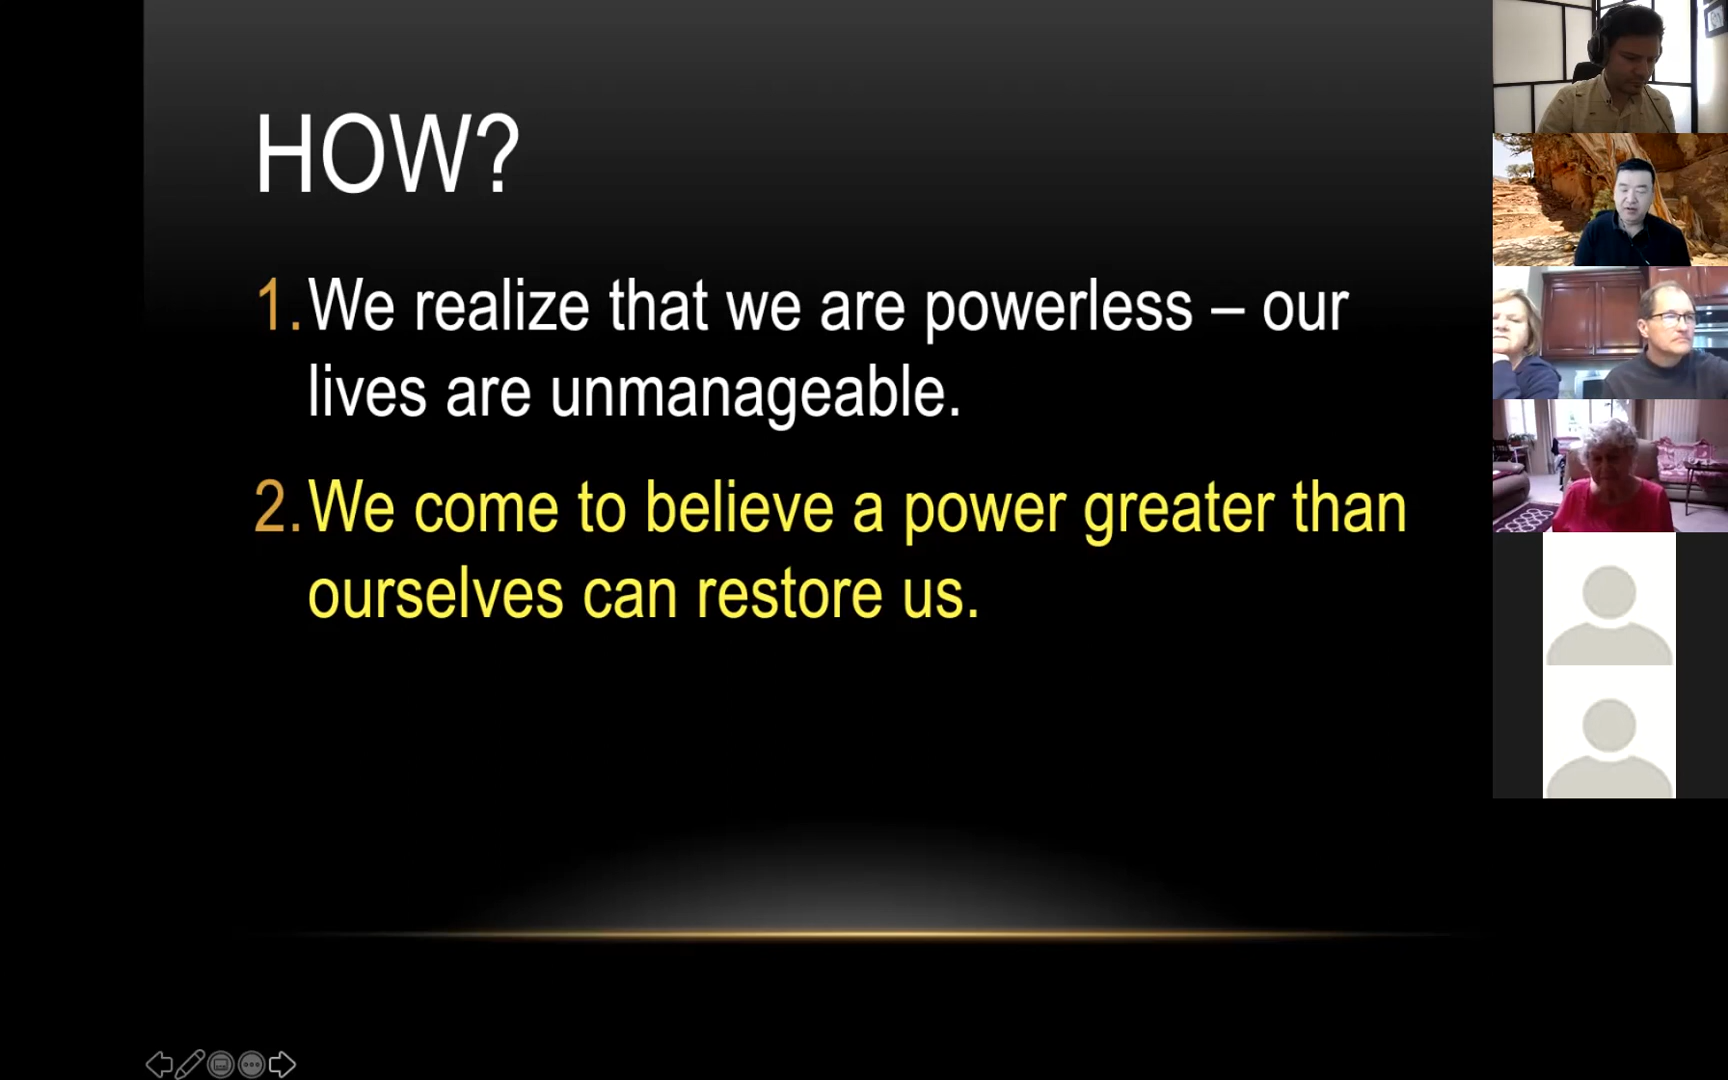 HOW?
1. We realize that we are powerless – our
lives are unmanageable.
2. We come to believe a power greater than
ourselves can restore us.